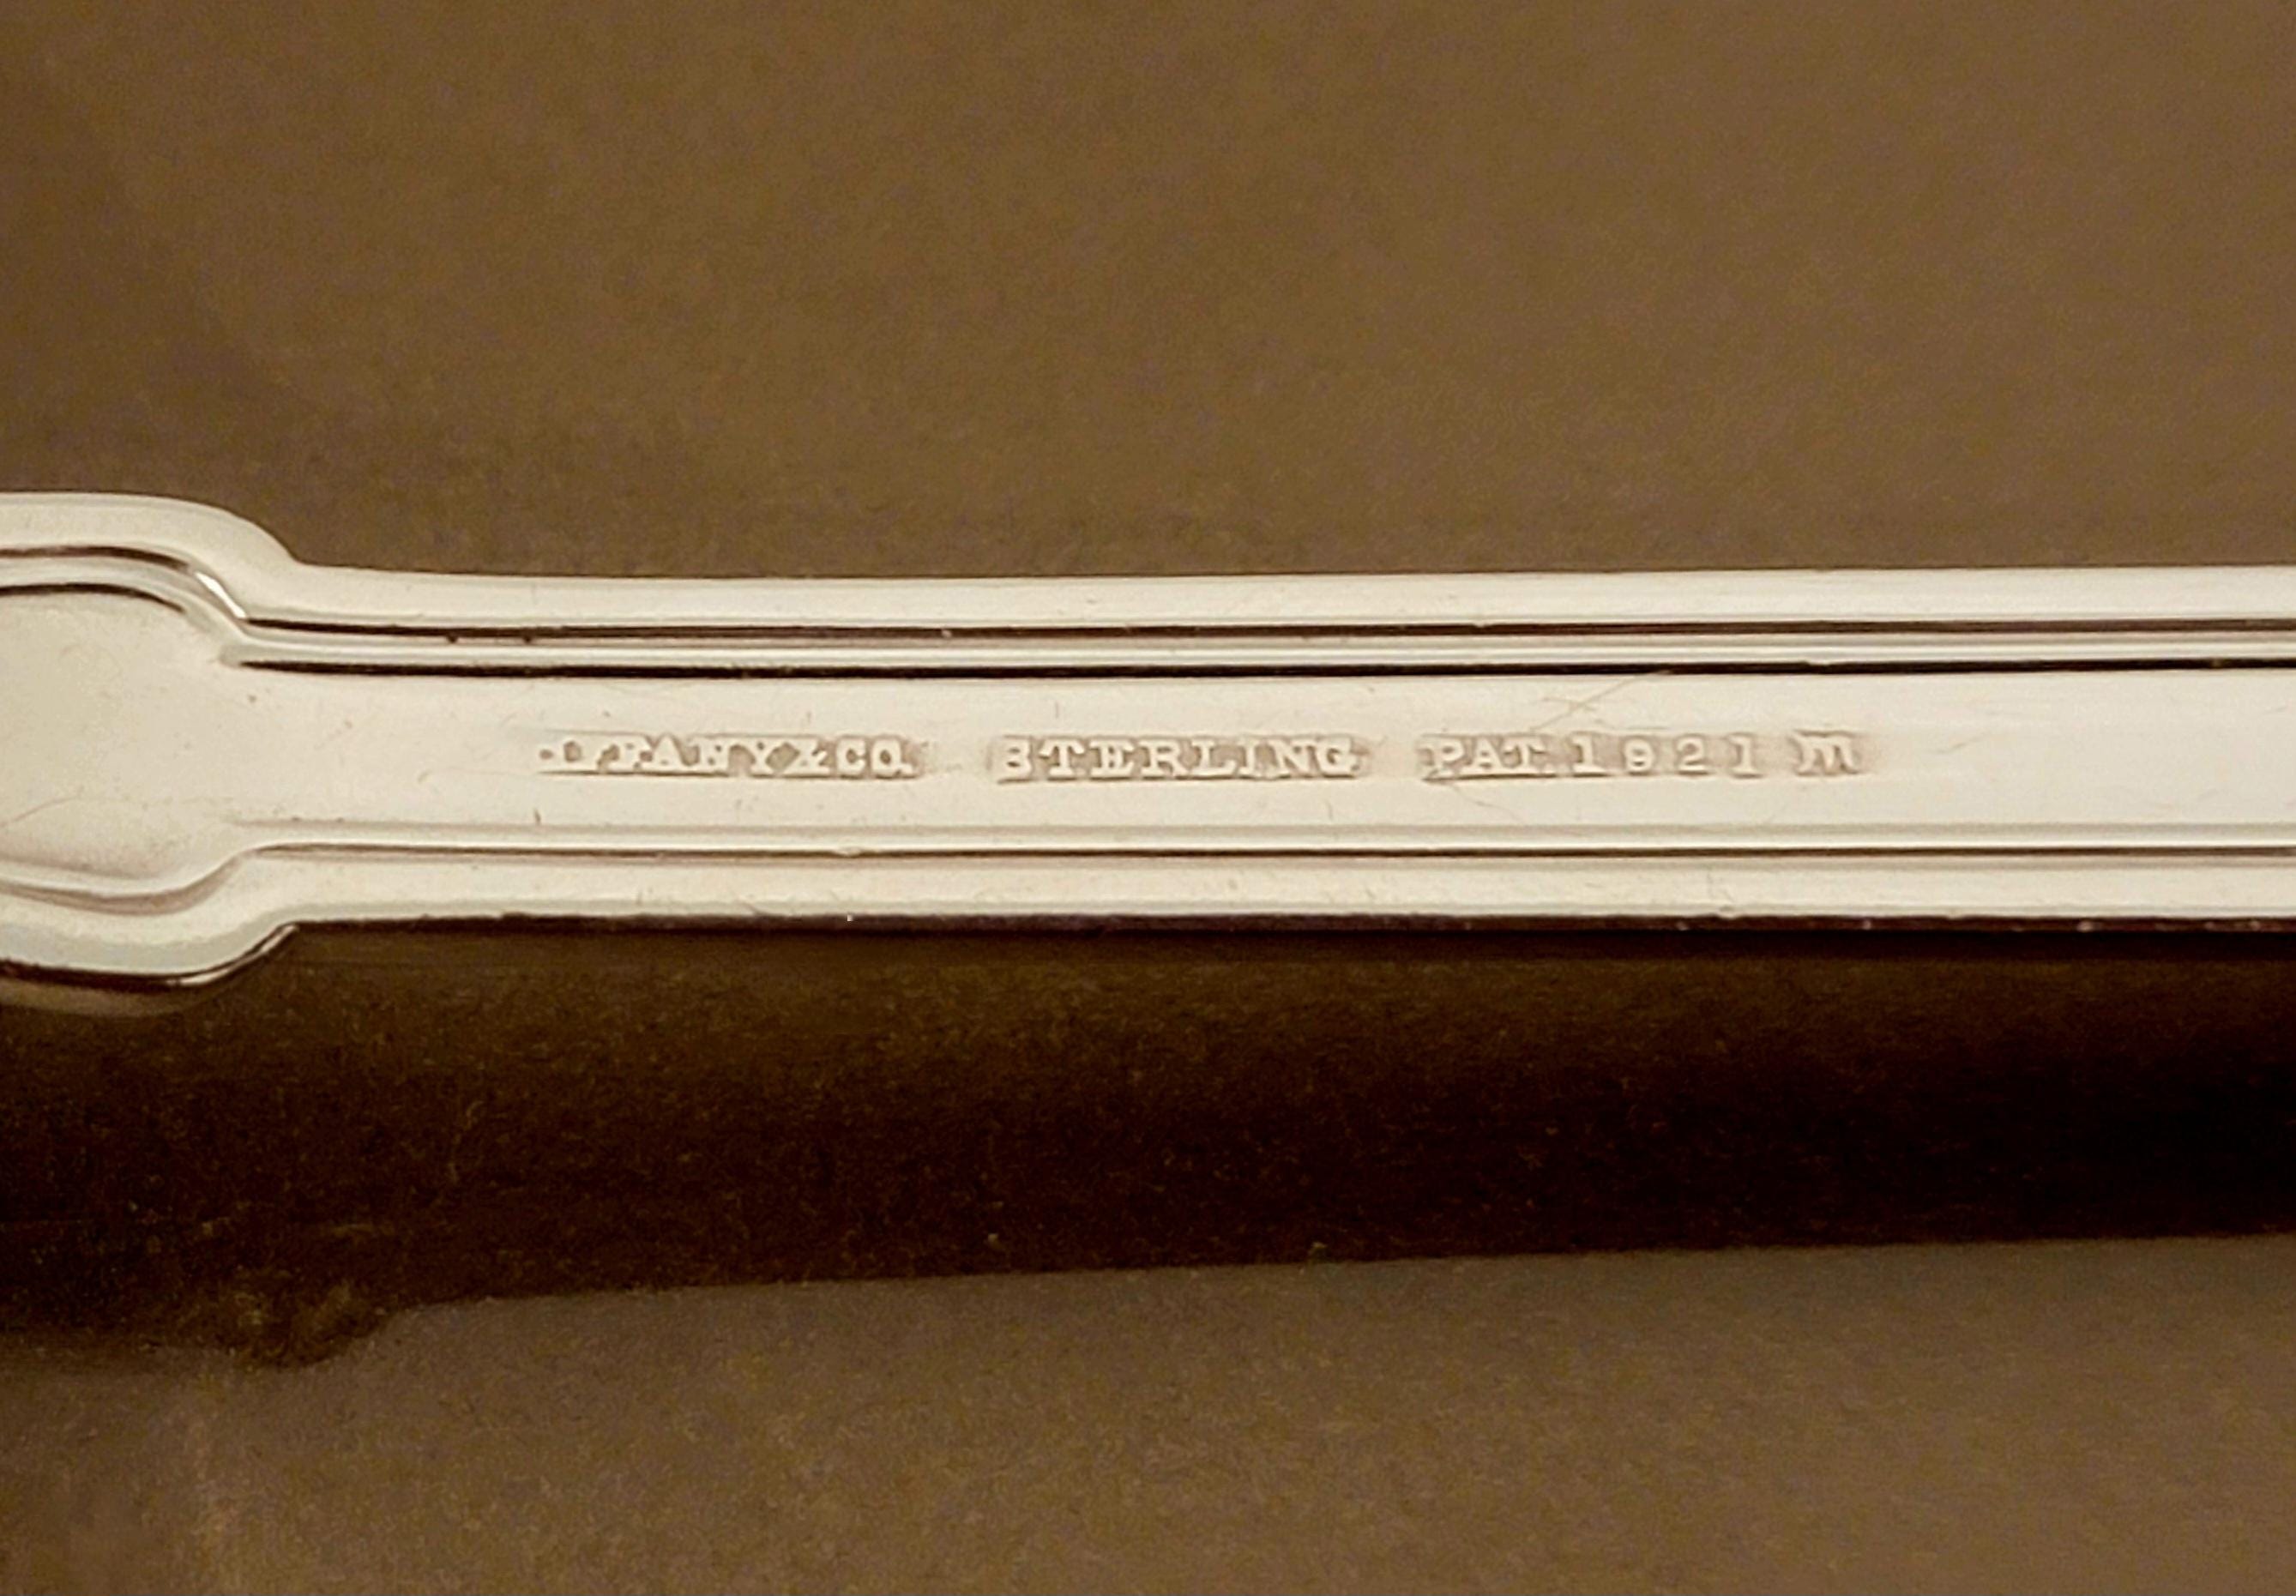 TIFFANY & CO. STERLING PAT. 1921 M